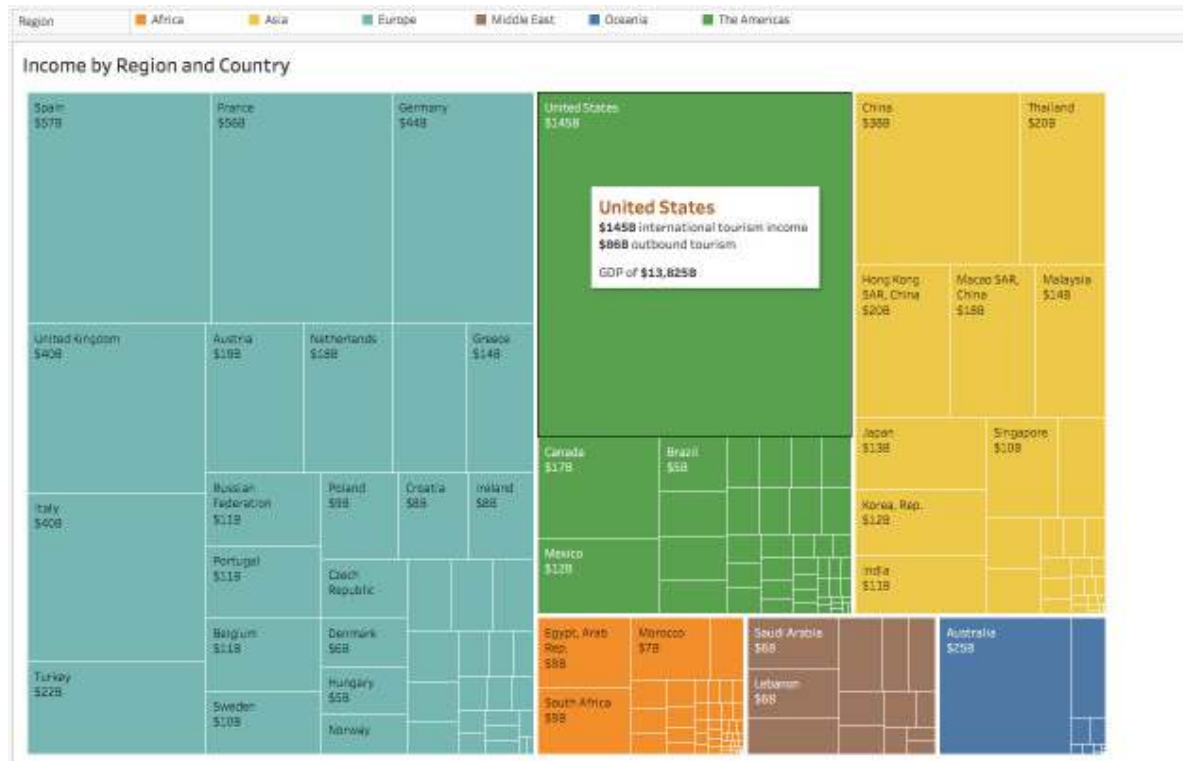 Region
Africa
Asia
Europe
Middle East
Oceania
The Americas
Income by Region and Country
Spain
$57B
France
$56B
Germany
$44B
United States
$145B
China
$38B
Thailand
$20B
United States
$145B international tourism income
$86B outbound tourism
GDP of $13,825B
Hong Kong
SAR, China
$20B
Macao SAR,
China
$18B
Malaysia
$14B
United Kingdom
$40B
Austria
$19B
Netherlands
$18B
Greece
$14B
Japan
$13B
Singapore
$10B
Canada
$17B
Brazil
$5B
Russian
Federation
$11B
Poland
$9B
Croatia
$8B
Ireland
$8B
Italy
$40B
Korea, Rep.
$12B
Mexico
$12B
Portugal
$11B
Czech
Republic
India
$11B
Belgium
$11B
Denmark
$6B
Egypt, Arab
Rep.
$8B
Morocco
$7B
Saudi Arabia
$6B
Australia
$25B
Turkey
$22B
Hungary
$5B
Lebanon
$6B
Sweden
$10B
Norway
South Africa
$9B